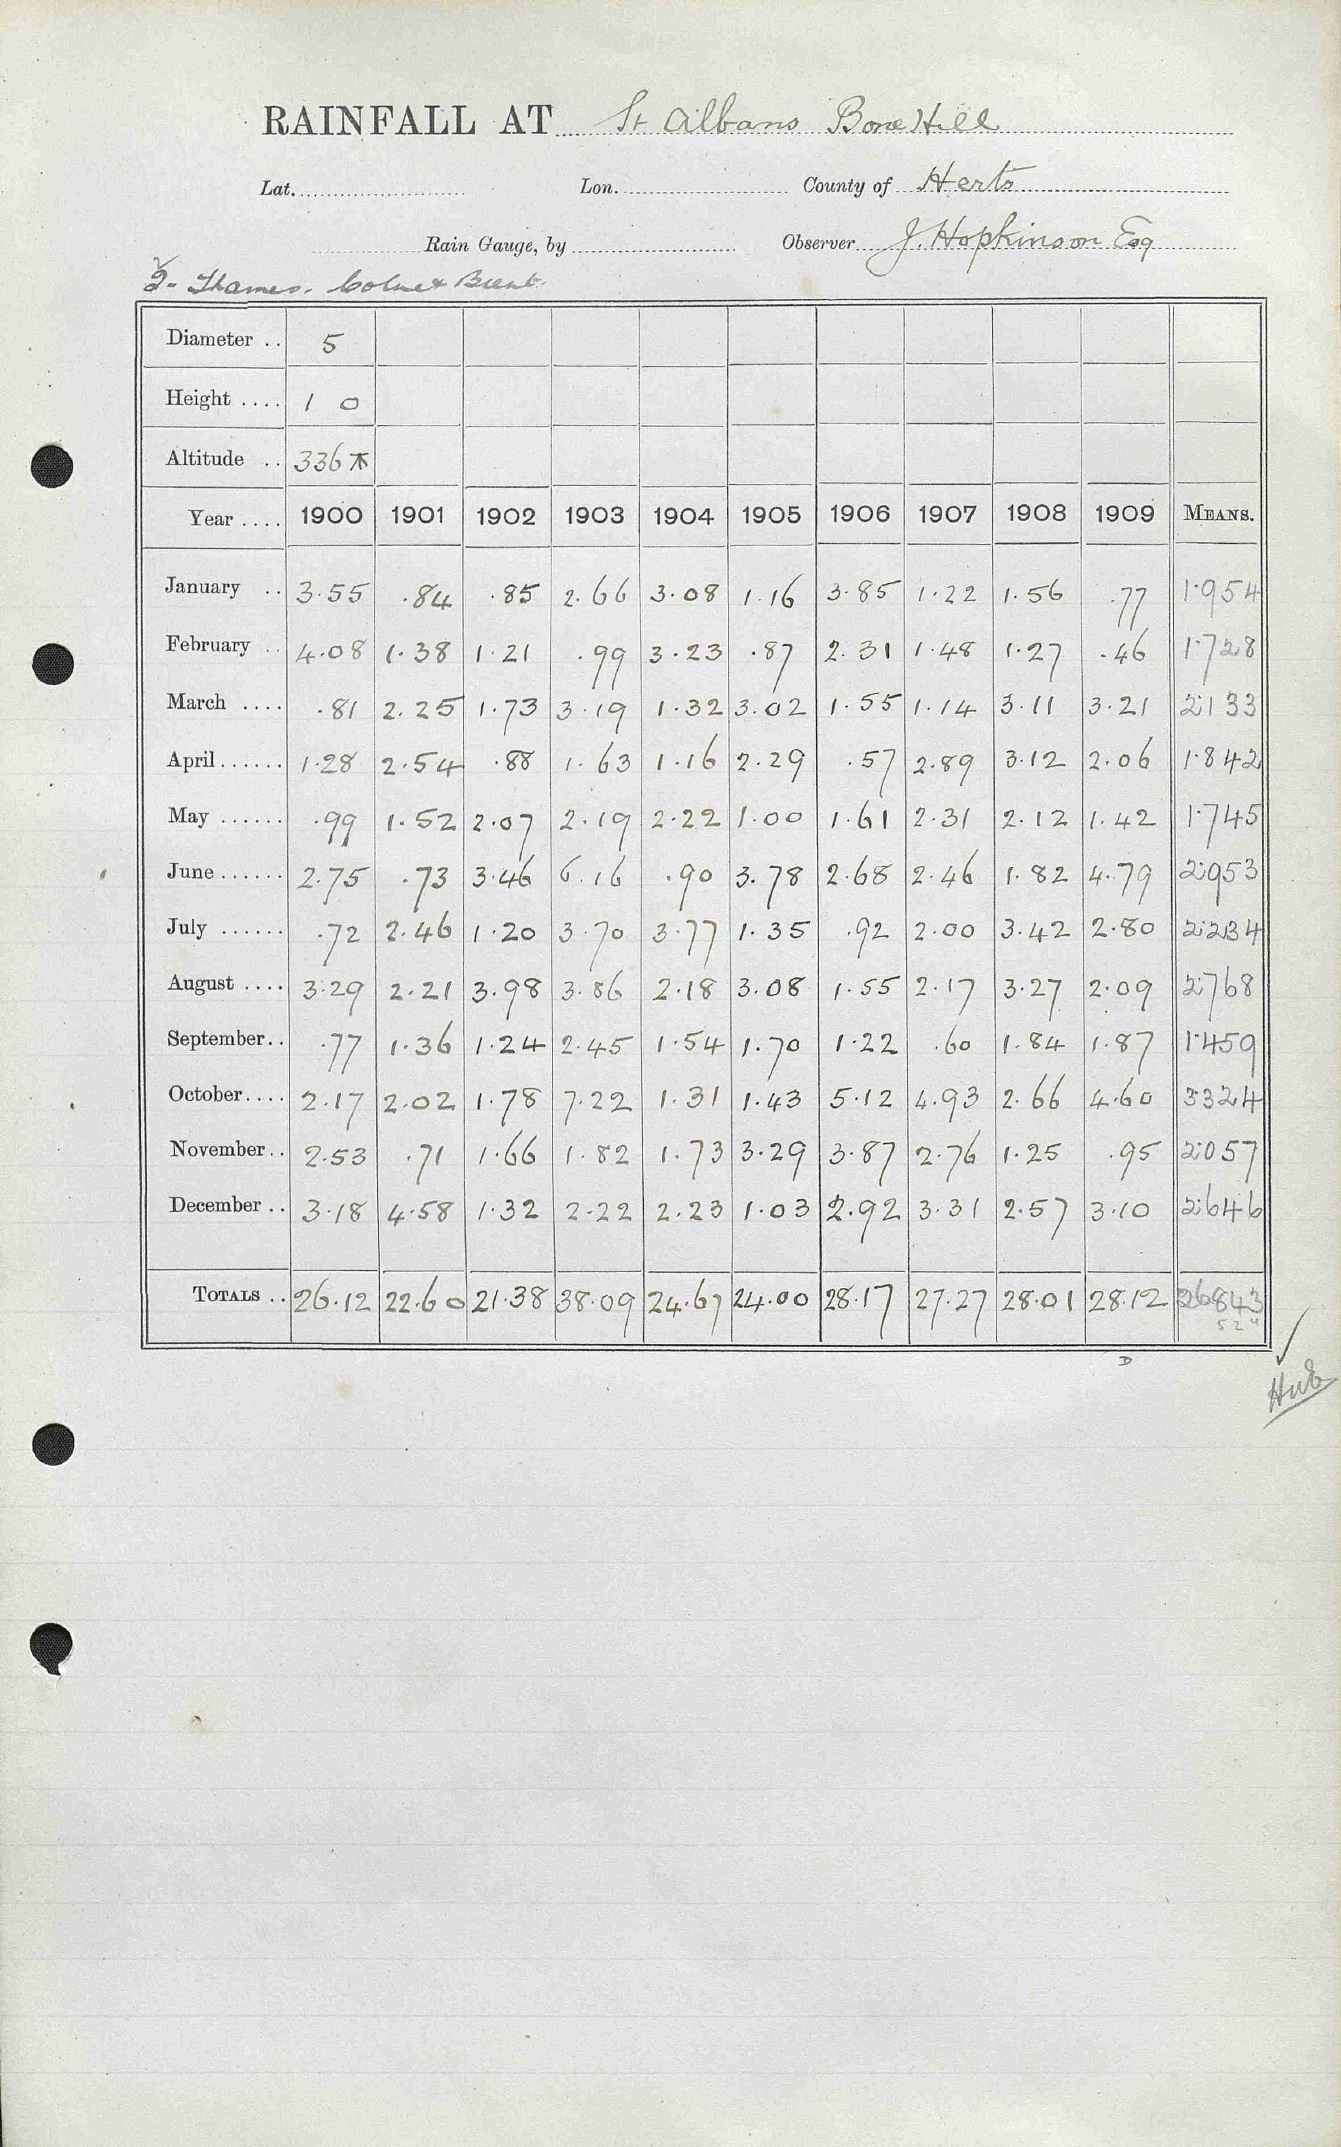 RAINFALL AT St Albans Bone Hill
Lat. Lon. County of Herts
Rain Gauge, by Observer J. Hopkinson Esq
2. Thames. Colne & Brent.
Diameter .. 5
Height .... 1 0
Altitude .. 336
Year .... 1900 1901 1902 1903 1904 1905 1906 1907 1908 1909 MEANS.
January .. 3.55 .84 .85 2.66 3.08 1.16 3.85 1.22 1.56 .77 1.954
February .. 4.08 1.38 1.21 .99 3.23 .87 2.31 1.48 1.27 .46 1.728
March .... .81 2.25 1.73 3.19 1.32 3.02 1.55 1.14 3.11 3.21 2.133
April...... 1.28 2.54 .88 1.63 1.16 2.29 .57 2.89 3.12 2.06 1.842
May ...... .99 1.52 2.07 2.19 2.22 1.00 1.61 2.31 2.12 1.42 1.745
June...... 2.75 .73 3.46 6.16 .90 3.78 2.68 2.46 1.82 4.79 2.953
July ...... .72 2.46 1.20 3.70 3.77 1.35 .92 2.00 3.42 2.80 2.234
August .... 3.29 2.21 3.98 3.86 2.18 3.08 1.55 2.17 3.27 2.09 2.768
September.. .77 1.36 1.24 2.45 1.54 1.70 1.22 .60 1.84 1.87 1.459
October.... 2.17 2.02 1.78 7.22 1.31 1.43 5.12 4.93 2.66 4.60 3.324
November.. 2.53 .71 1.66 1.82 1.73 3.29 3.87 2.76 1.25 .95 2.057
December .. 3.18 4.58 1.32 2.22 2.23 1.03 2.92 3.31 2.57 3.10 2.646
TOTALS .. 26.12 22.60 21.38 38.09 24.67 24.00 28.17 27.27 28.01 28.12 26843
D